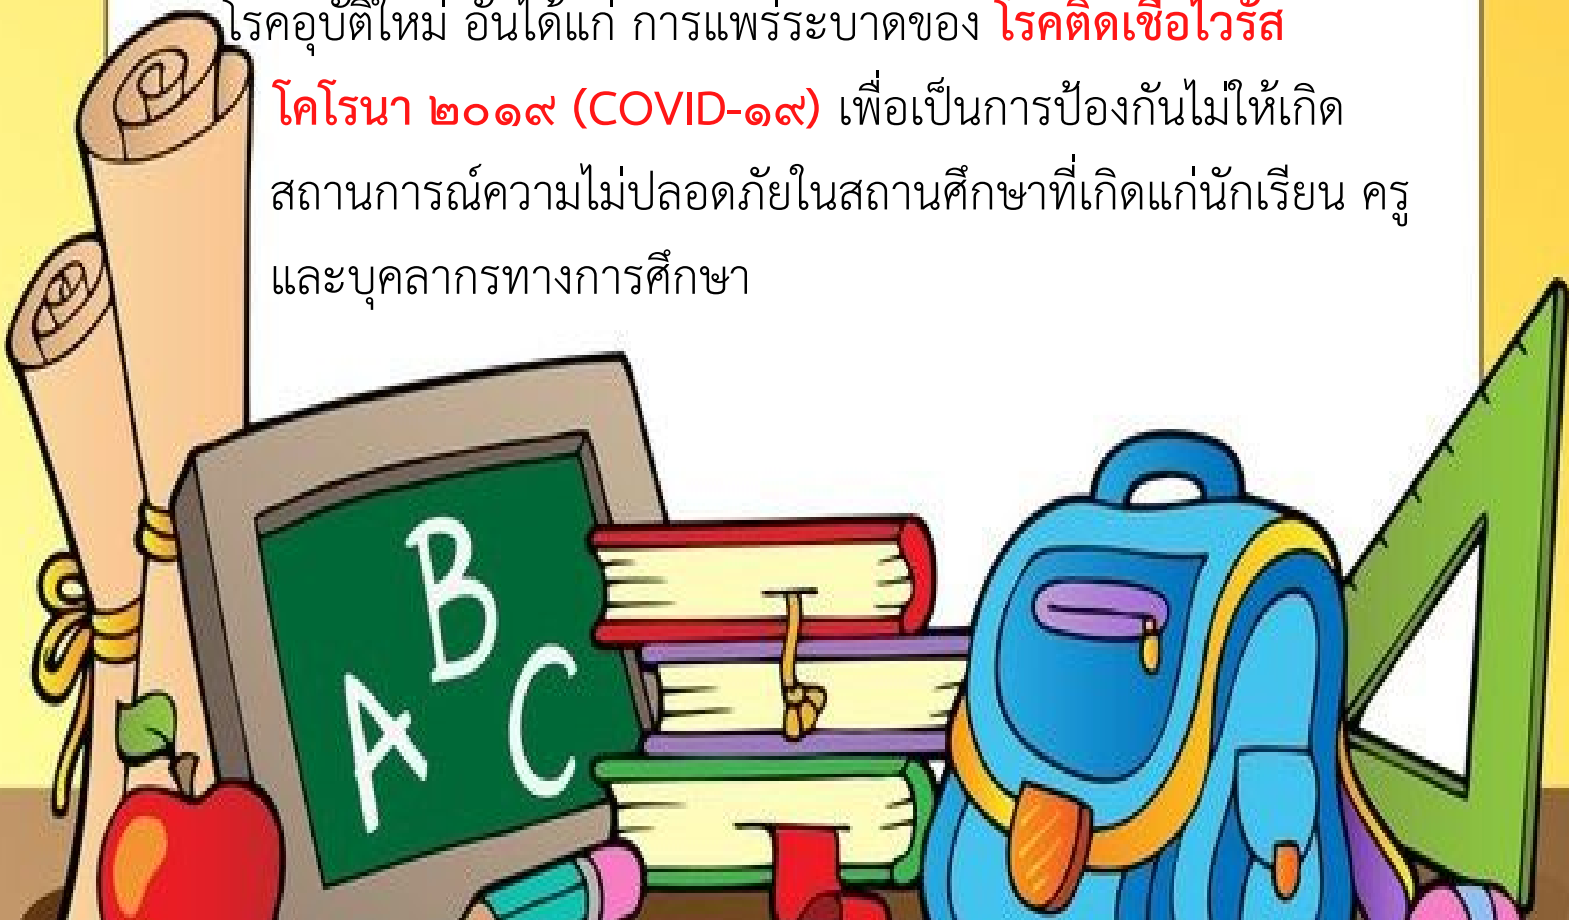 โรคอุบัติใหม่ อันได้แก่ การแพร่ระบาดของ โรคติดเชื้อไวรัส
โคโรนา ๒๐๑๙ (COVID-๑๙) เพื่อเป็นการป้องกันไม่ให้เกิด
สถานการณ์ความไม่ปลอดภัยในสถานศึกษาที่เกิดแก่นักเรียน ครู
และบุคลากรทางการศึกษา
B
A C